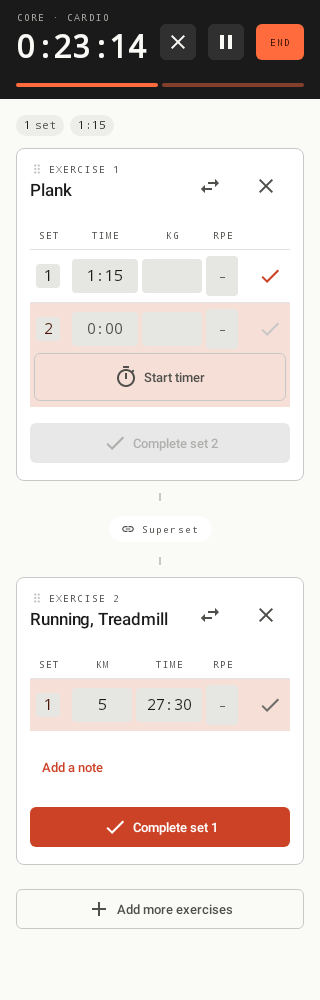 CORE · CARDIO
0:23:14
END
1 set
1:15
EXERCISE 1
Plank
SET TIME KG RPE
1 1:15 –
2 0:00 –
Start timer
Complete set 2
Superset
EXERCISE 2
Running, Treadmill
SET KM TIME RPE
1 5 27:30 –
Add a note
Complete set 1
Add more exercises